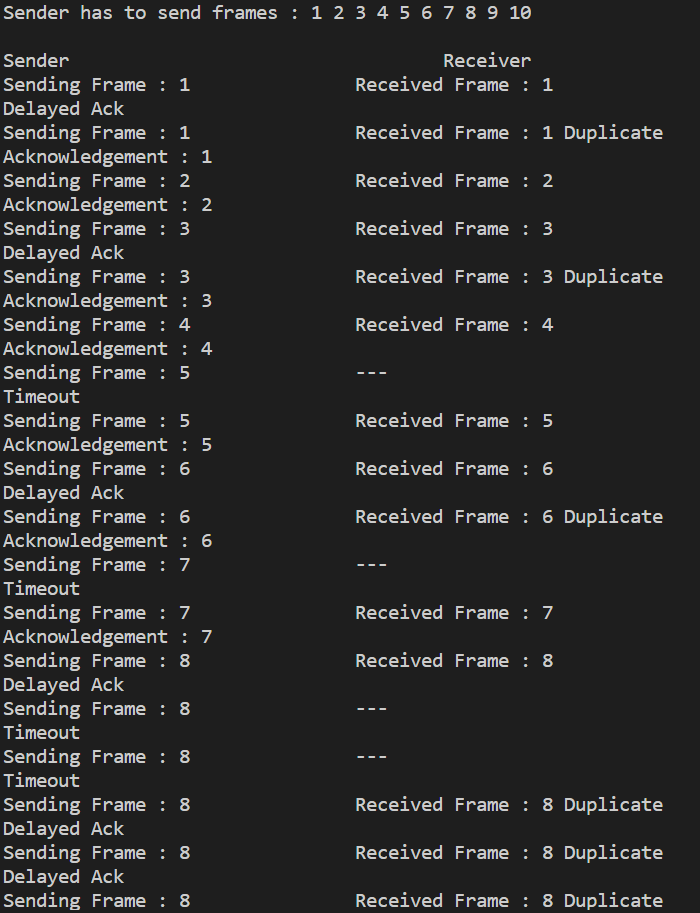 Sender has to send frames : 1 2 3 4 5 6 7 8 9 10
Sender                                  Receiver
Sending Frame : 1               Received Frame : 1
Delayed Ack
Sending Frame : 1               Received Frame : 1 Duplicate
Acknowledgement : 1
Sending Frame : 2               Received Frame : 2
Acknowledgement : 2
Sending Frame : 3               Received Frame : 3
Delayed Ack
Sending Frame : 3               Received Frame : 3 Duplicate
Acknowledgement : 3
Sending Frame : 4               Received Frame : 4
Acknowledgement : 4
Sending Frame : 5               ---
Timeout
Sending Frame : 5               Received Frame : 5
Acknowledgement : 5
Sending Frame : 6               Received Frame : 6
Delayed Ack
Sending Frame : 6               Received Frame : 6 Duplicate
Acknowledgement : 6
Sending Frame : 7               ---
Timeout
Sending Frame : 7               Received Frame : 7
Acknowledgement : 7
Sending Frame : 8               Received Frame : 8
Delayed Ack
Sending Frame : 8               ---
Timeout
Sending Frame : 8               ---
Timeout
Sending Frame : 8               Received Frame : 8 Duplicate
Delayed Ack
Sending Frame : 8               Received Frame : 8 Duplicate
Delayed Ack
Sending Frame : 8               Received Frame : 8 Duplicate